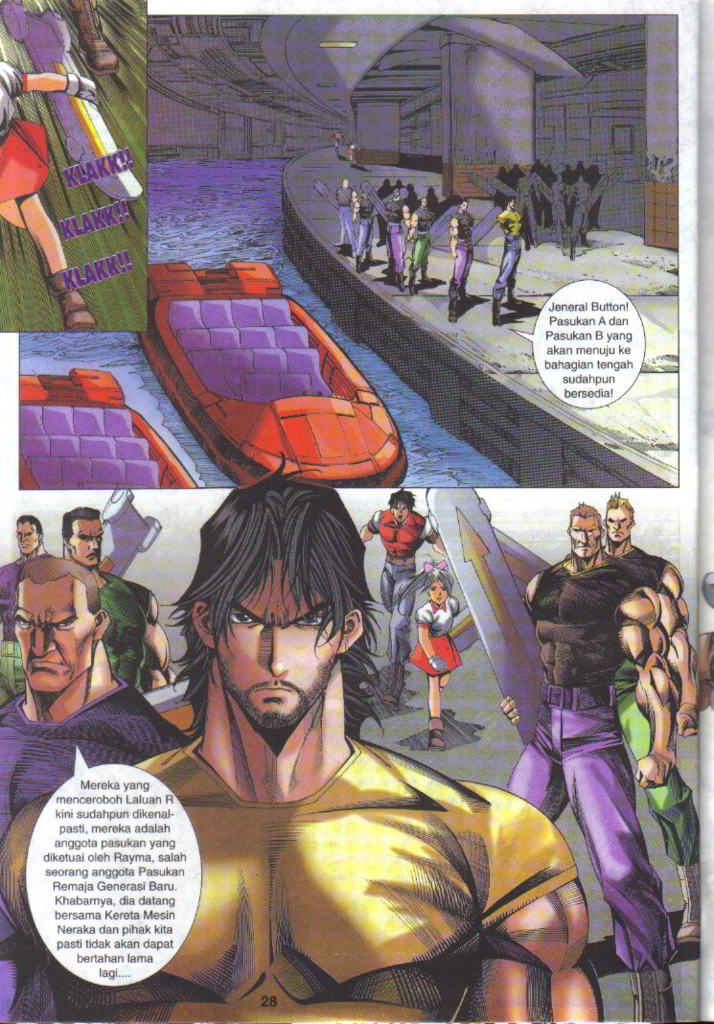 KLAKK!!
KLAKK!!
KLAKK!!
Jeneral Button!
Pasukan A dan
Pasukan B yang
akan menuju ke
bahagian tengah
sudahpun
bersedia!
Mereka yang
menceroboh Laluan R
kini sudahpun dikenal-
pasti, mereka adalah
anggota pasukan yang
diketuai oleh Rayma, salah
seorang anggota Pasukan
Remaja Generasi Baru.
Khabarnya, dia datang
bersama Kereta Mesin
Neraka dan pihak kita
pasti tidak akan dapat
bertahan lama
lagi....
28